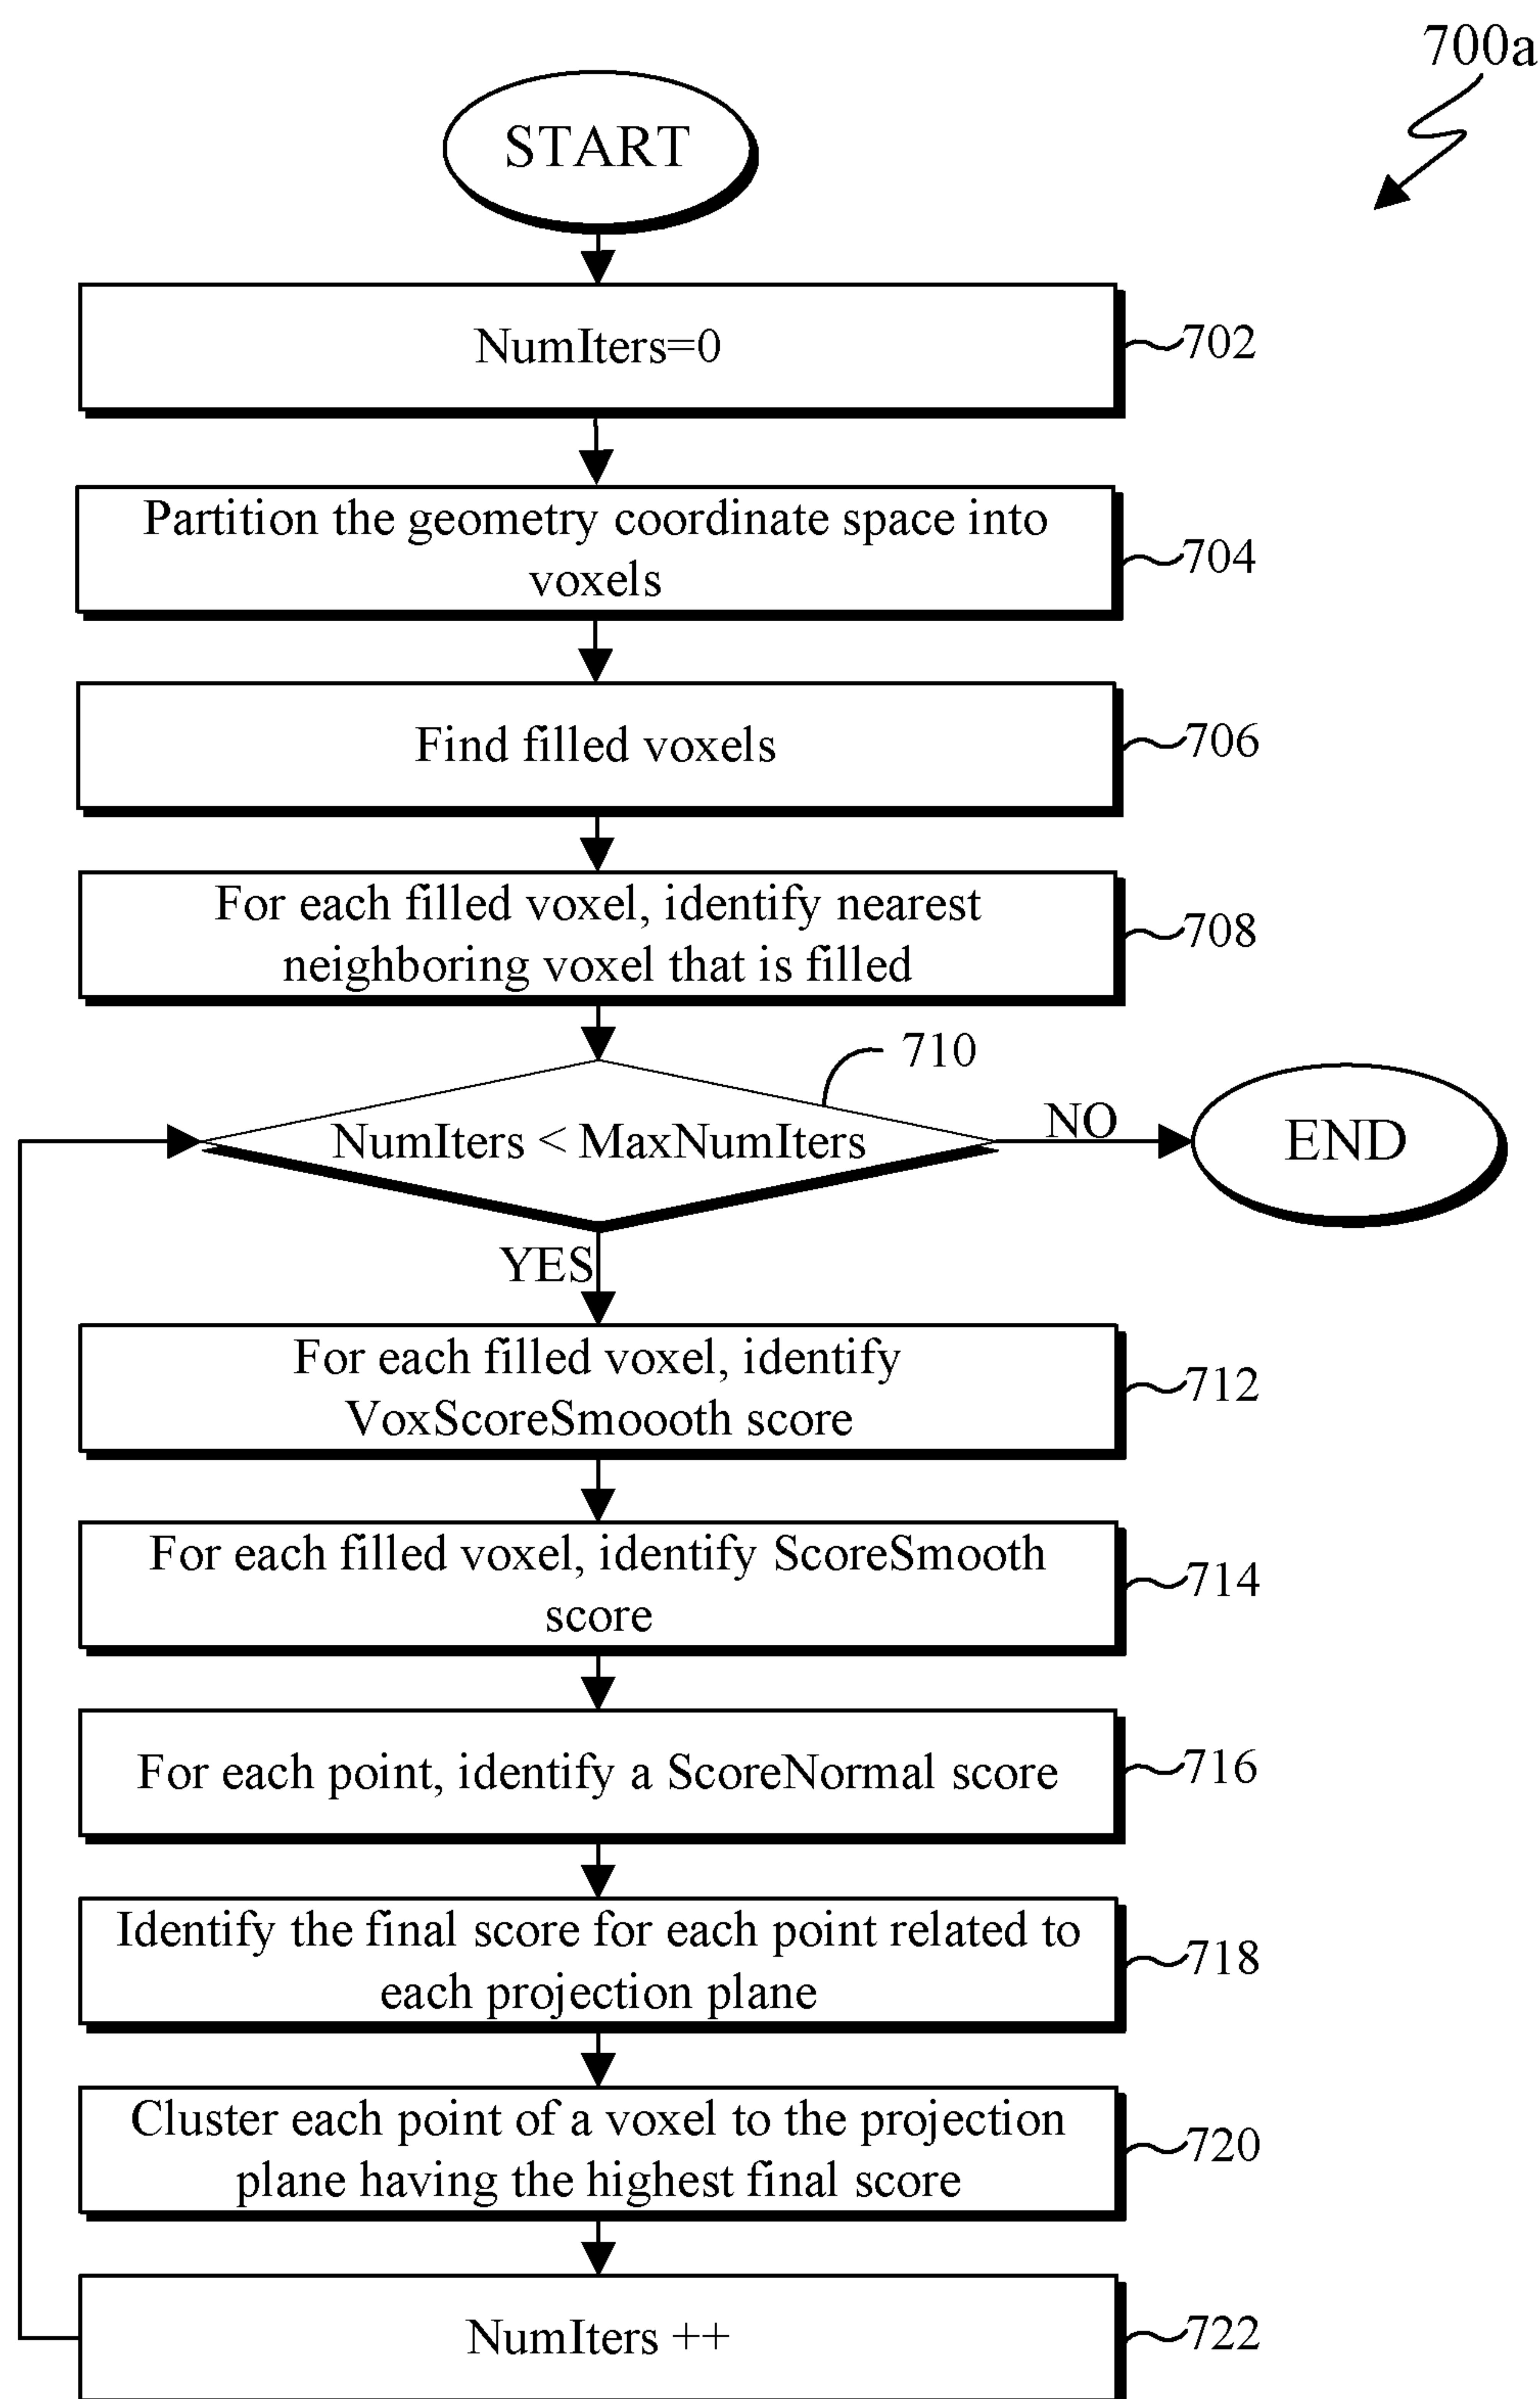 700a
START
NumIters=0
702
Partition the geometry coordinate space into
voxels
704
Find filled voxels
706
For each filled voxel, identify nearest
neighboring voxel that is filled
708
710
NumIters < MaxNumIters
NO
END
YES
For each filled voxel, identify
VoxScoreSmoooth score
712
For each filled voxel, identify ScoreSmooth
score
714
For each point, identify a ScoreNormal score
716
Identify the final score for each point related to
each projection plane
718
Cluster each point of a voxel to the projection
plane having the highest final score
720
NumIters ++
722